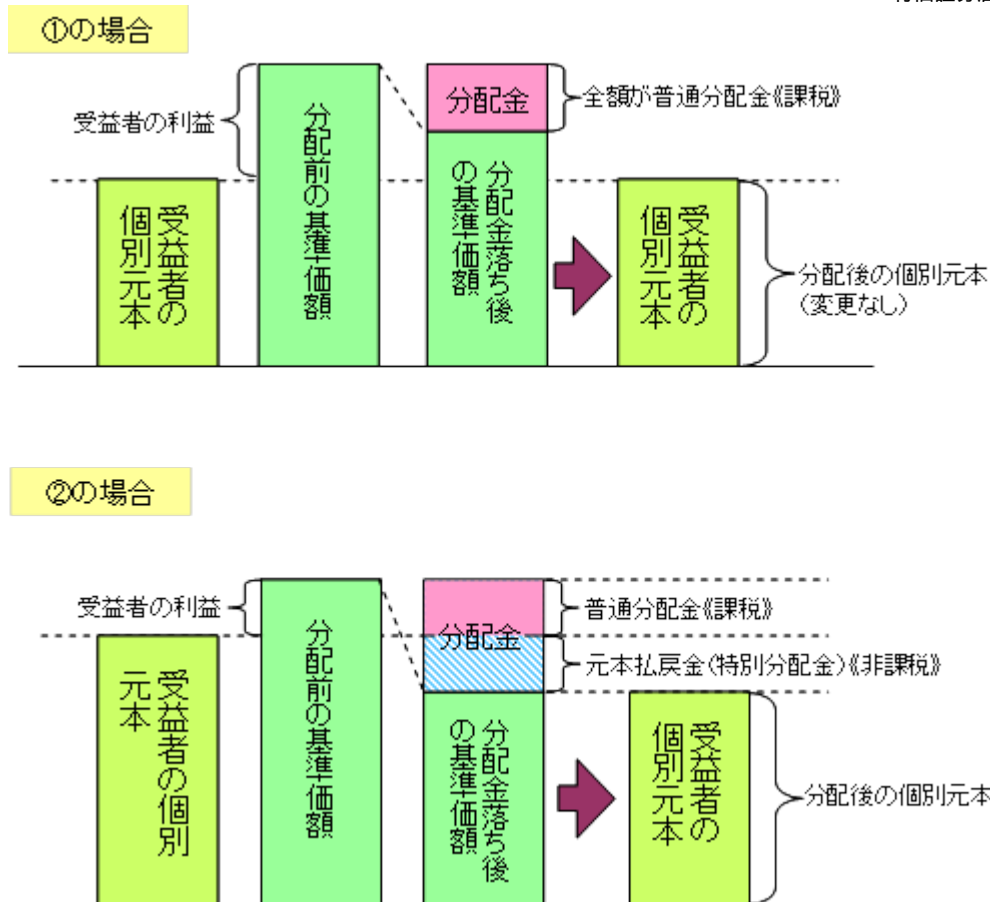 ①の場合
受益者の利益
分配前の基準価額
分配金
全額が普通分配金《課税》
受益者の
個別元本
分配金落ち後
の基準価額
受益者の
個別元本
分配後の個別元本
(変更なし)
②の場合
受益者の利益
分配前の基準価額
分配金
普通分配金《課税》
元本払戻金(特別分配金)《非課税》
受益者の個別
元本
分配金落ち後
の基準価額
受益者の
個別元本
分配後の個別元本